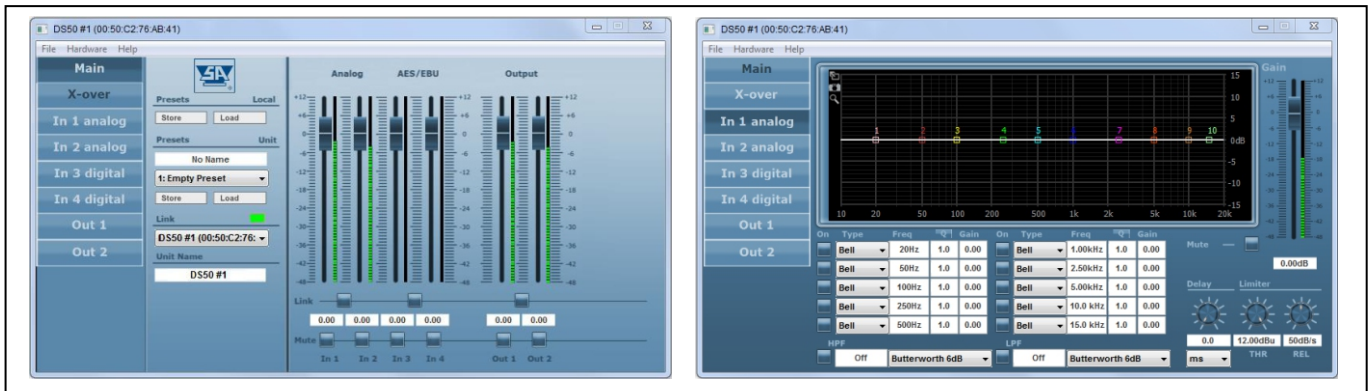 DS50 #1 (00:50:C2:76:AB:41)
File Hardware Help
Main
X-over
In 1 analog
In 2 analog
In 3 digital
In 4 digital
Out 1
Out 2
SA
Presets Local
Store Load
Presets Unit
No Name
1: Empty Preset
Store Load
Link
DS50 #1 (00:50:C2:76:
Unit Name
DS50 #1
Analog AES/EBU Output
+12 +12 +12
+6 +6 +6
0 0 0
-6 -6 -6
-12 -12 -12
-18 -18 -18
-24 -24 -24
-30 -30 -30
-36 -36 -36
-42 -42 -42
-48 -48 -48
Link
0.00 0.00 0.00 0.00 0.00 0.00
Mute
In 1 In 2 In 3 In 4 Out 1 Out 2
DS50 #1 (00:50:C2:76:AB:41)
File Hardware Help
Main
X-over
In 1 analog
In 2 analog
In 3 digital
In 4 digital
Out 1
Out 2
15
10
5
0dB
-5
-10
-15
1 2 3 4 5 6 7 8 9 10
10 20 50 100 200 500 1k 2k 5k 10k 20k
On Type Freq "Q" Gain On Type Freq "Q" Gain
Bell 20Hz 1.0 0.00 Bell 1.00kHz 1.0 0.00
Bell 50Hz 1.0 0.00 Bell 2.50kHz 1.0 0.00
Bell 100Hz 1.0 0.00 Bell 5.00kHz 1.0 0.00
Bell 250Hz 1.0 0.00 Bell 10.0 kHz 1.0 0.00
Bell 500Hz 1.0 0.00 Bell 15.0 kHz 1.0 0.00
HPF LPF
Off Butterworth 6dB Off Butterworth 6dB
Gain
Mute
0.00dB
Delay Limiter
0.0 12.00dBu 50dB/s
ms THR REL